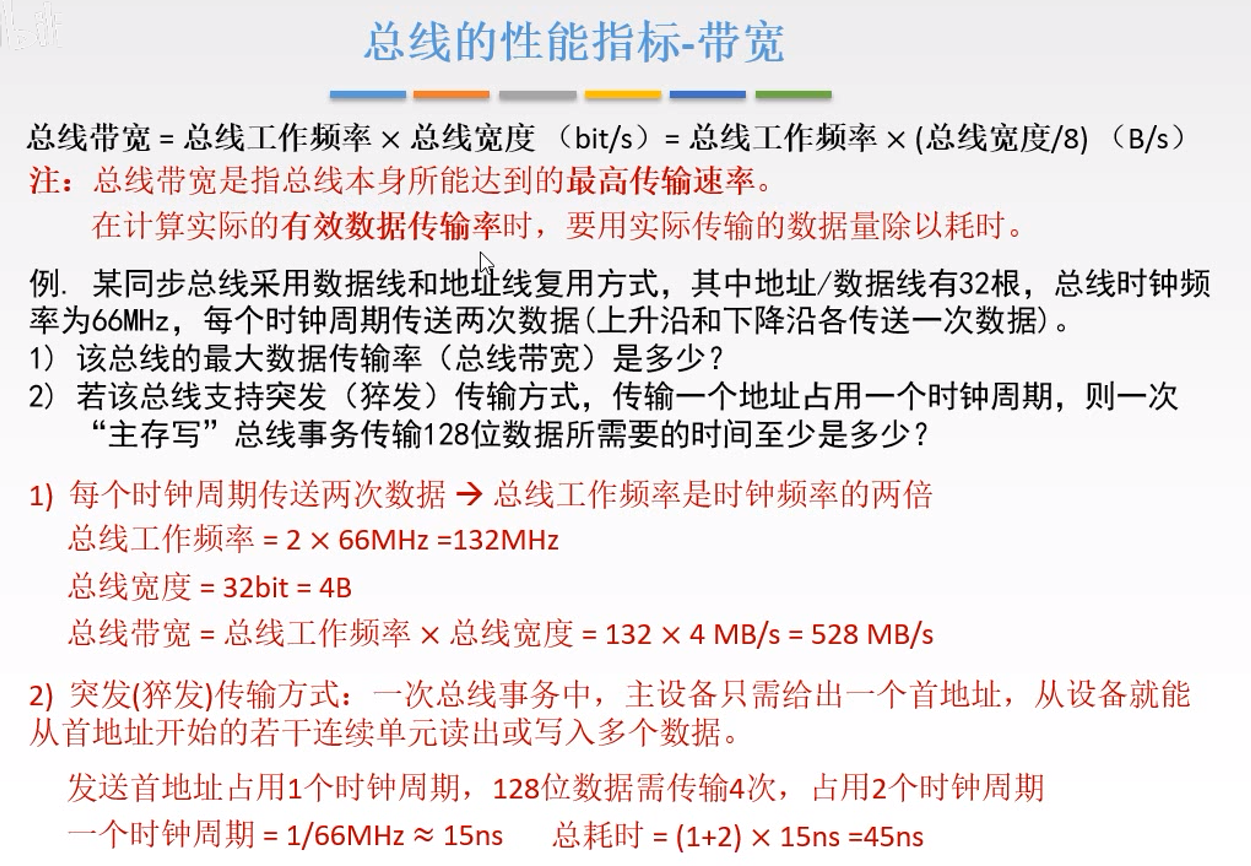 总线的性能指标-带宽
总线带宽 = 总线工作频率 × 总线宽度 （bit/s）= 总线工作频率 × (总线宽度/8) （B/s）
注：总线带宽是指总线本身所能达到的最高传输速率。
在计算实际的有效数据传输率时，要用实际传输的数据量除以耗时。
例. 某同步总线采用数据线和地址线复用方式，其中地址/数据线有32根，总线时钟频
率为66MHz，每个时钟周期传送两次数据(上升沿和下降沿各传送一次数据)。
1) 该总线的最大数据传输率（总线带宽）是多少？
2) 若该总线支持突发（猝发）传输方式，传输一个地址占用一个时钟周期，则一次
“主存写”总线事务传输128位数据所需要的时间至少是多少？
1) 每个时钟周期传送两次数据 → 总线工作频率是时钟频率的两倍
总线工作频率 = 2 × 66MHz =132MHz
总线宽度 = 32bit = 4B
总线带宽 = 总线工作频率 × 总线宽度 = 132 × 4 MB/s = 528 MB/s
2) 突发(猝发)传输方式：一次总线事务中，主设备只需给出一个首地址，从设备就能
从首地址开始的若干连续单元读出或写入多个数据。
发送首地址占用1个时钟周期，128位数据需传输4次，占用2个时钟周期
一个时钟周期 = 1/66MHz ≈ 15ns 总耗时 = (1+2) × 15ns =45ns